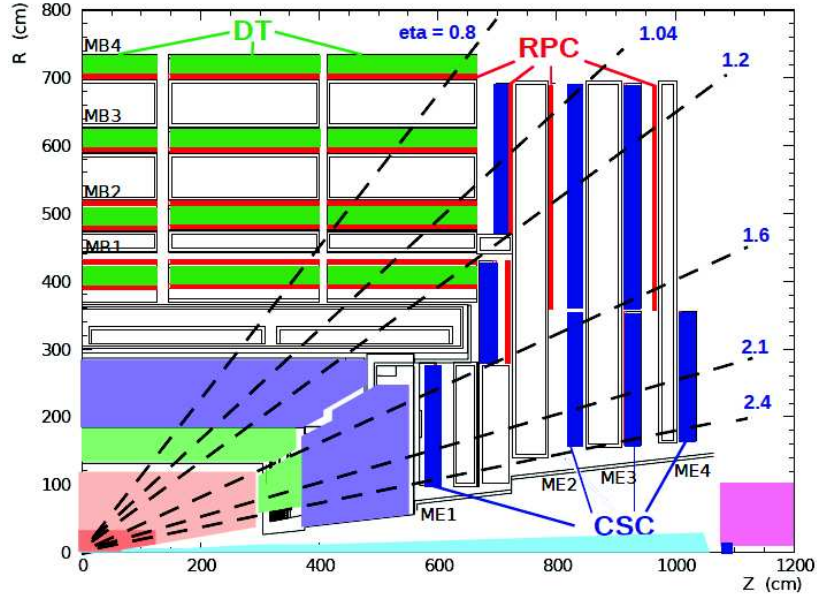 R (cm)
800
700
600
500
400
300
200
100
0
MB4
MB3
MB2
MB1
DT
eta = 0.8
RPC
1.04
1.2
1.6
2.1
2.4
ME1
ME2
ME3
ME4
CSC
0
200
400
600
800
1000
1200
Z (cm)